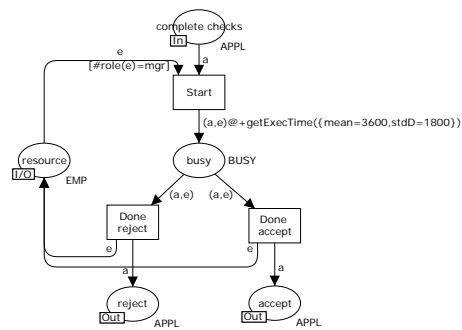 complete checks
In
APPL
e
a
[#role(e)=mgr]
Start
(a,e)@+getExecTime({mean=3600,stdD=1800})
resource
I/O
EMP
busy
BUSY
(a,e)
(a,e)
Done
reject
Done
accept
e
e
a
a
reject
Out
APPL
accept
Out
APPL